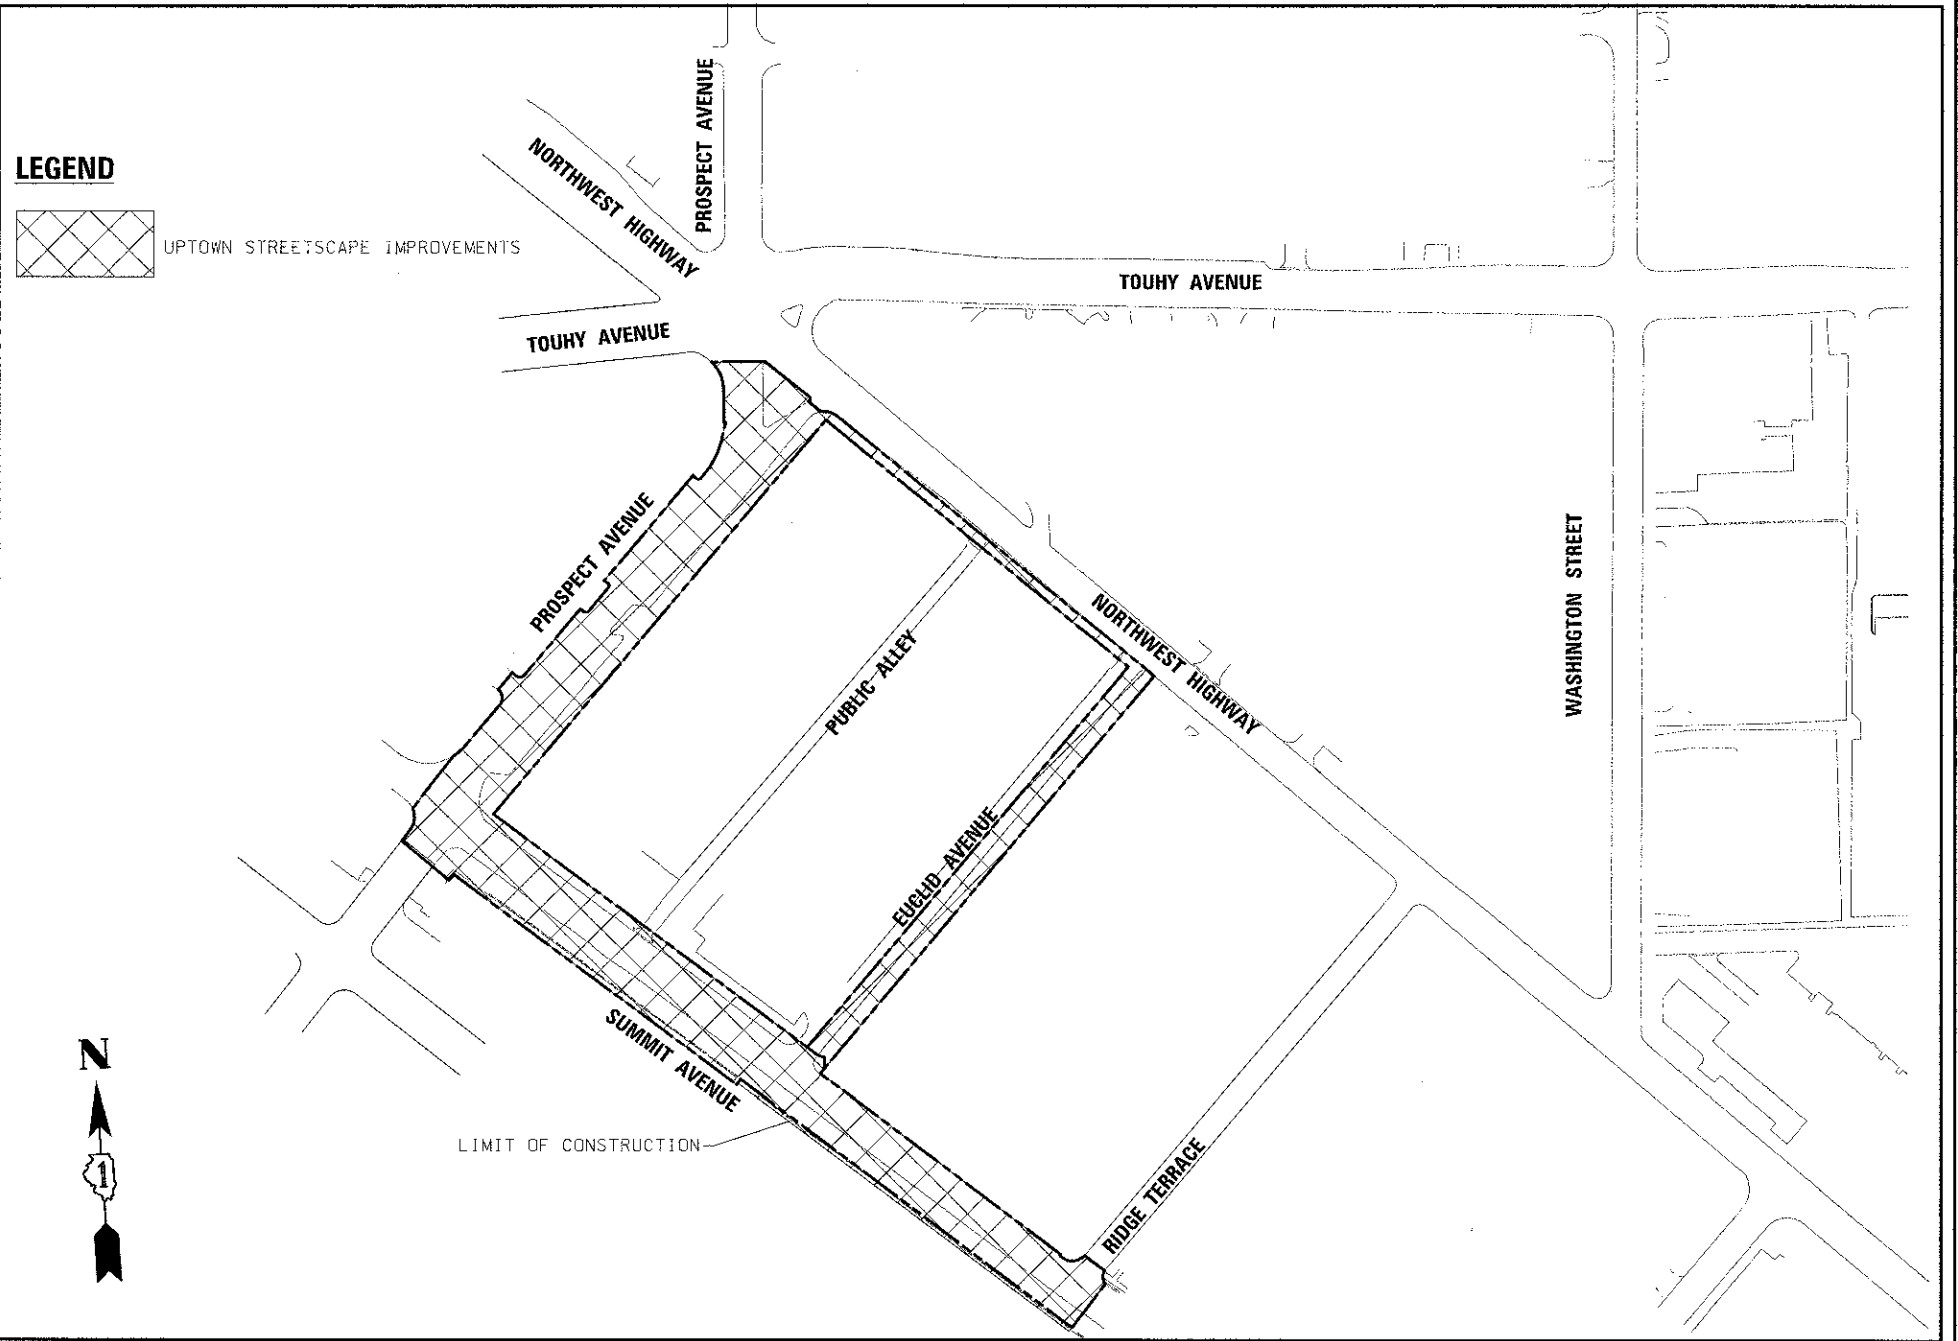 PROSPECT AVENUE
NORTHWEST HIGHWAY
LEGEND
UPTOWN STREETSCAPE IMPROVEMENTS
TOUHY AVENUE
TOUHY AVENUE
PROSPECT AVENUE
WASHINGTON STREET
NORTHWEST HIGHWAY
PUBLIC ALLEY
EUCLID AVENUE
SUMMIT AVENUE
N
1
LIMIT OF CONSTRUCTION
RIDGE TERRACE